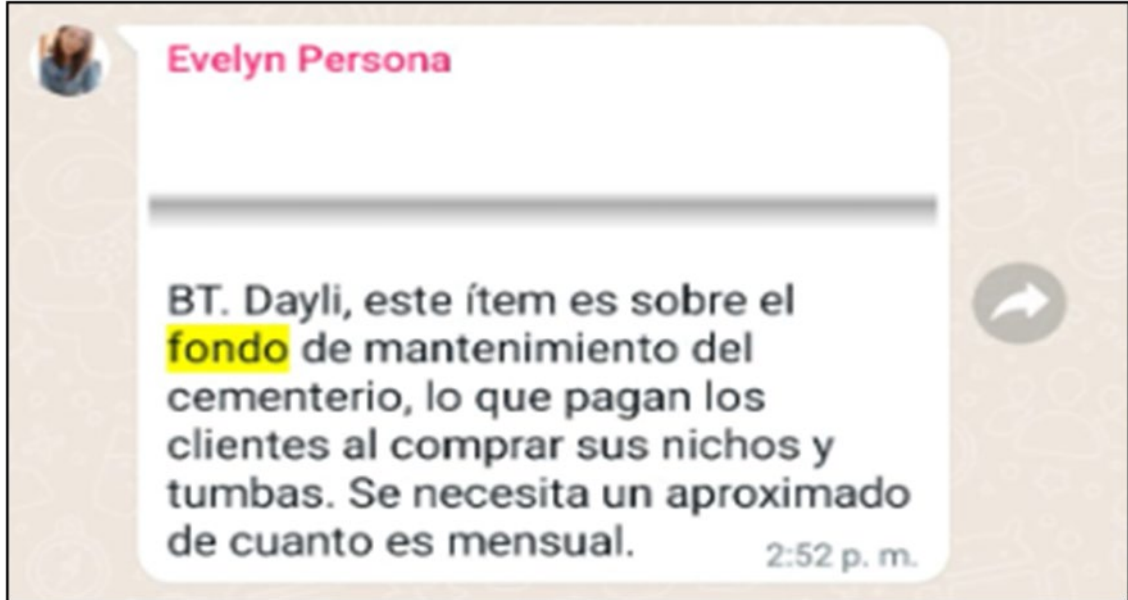 Evelyn Persona
BT. Dayli, este ítem es sobre el
fondo de mantenimiento del
cementerio, lo que pagan los
clientes al comprar sus nichos y
tumbas. Se necesita un aproximado
de cuanto es mensual.
2:52 p. m.